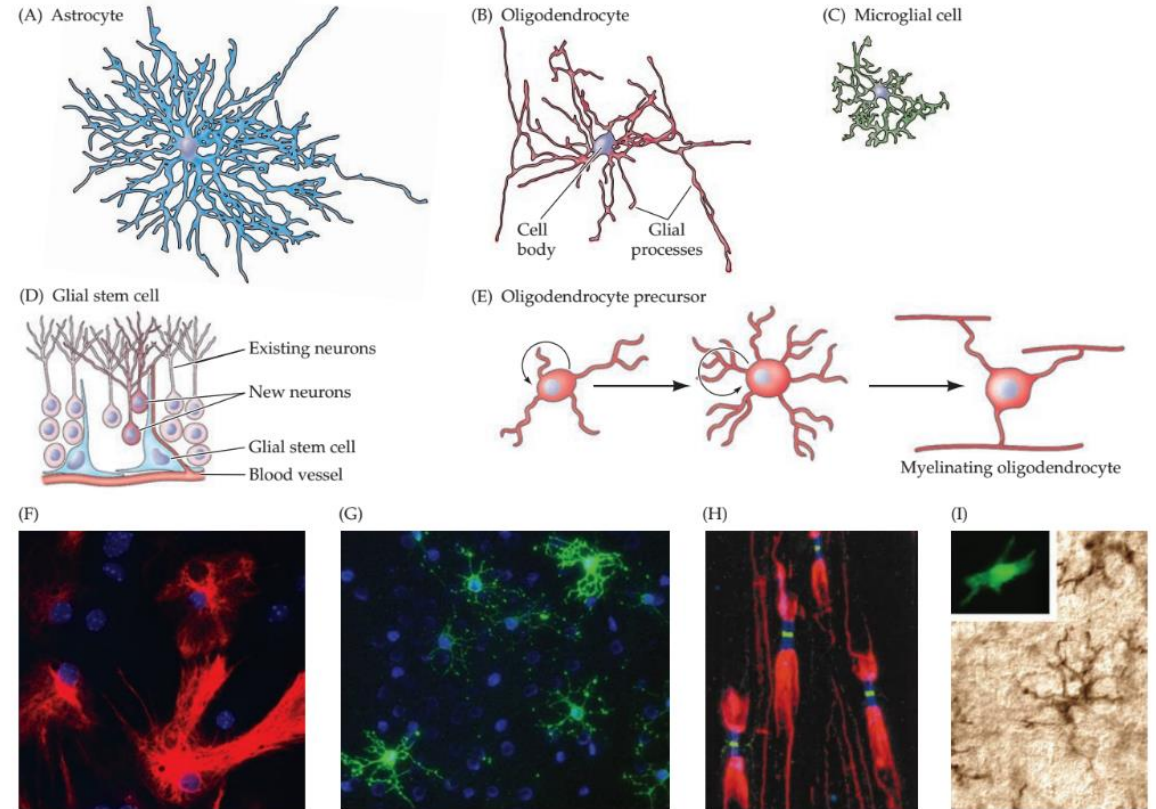 (A) Astrocyte
(B) Oligodendrocyte
(C) Microglial cell
Cell
body
Glial
processes
(D) Glial stem cell
Existing neurons
New neurons
Glial stem cell
Blood vessel
(E) Oligodendrocyte precursor
Myelinating oligodendrocyte
(F)
(G)
(H)
(I)